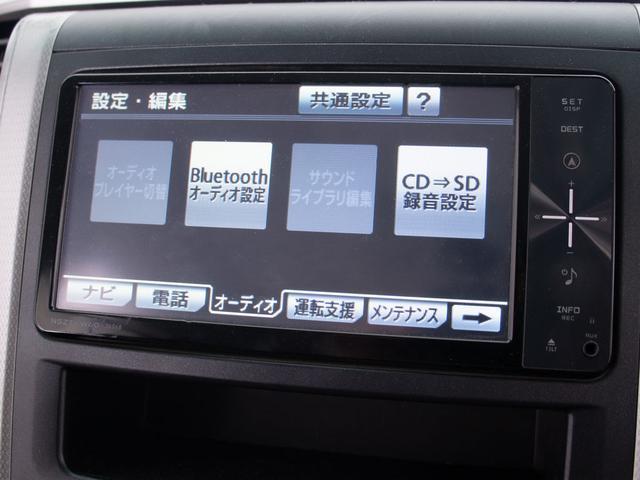 設定・編集
共通設定
?
オーディオ
プレイヤー切替
Bluetooth
オーディオ設定
サウンド
ライブラリ編集
CD⇒SD
録音設定
ナビ
電話
オーディオ
運転支援
メンテナンス
→
SET
DISP
DEST
+
−
INFO
REC
TILT
AUX